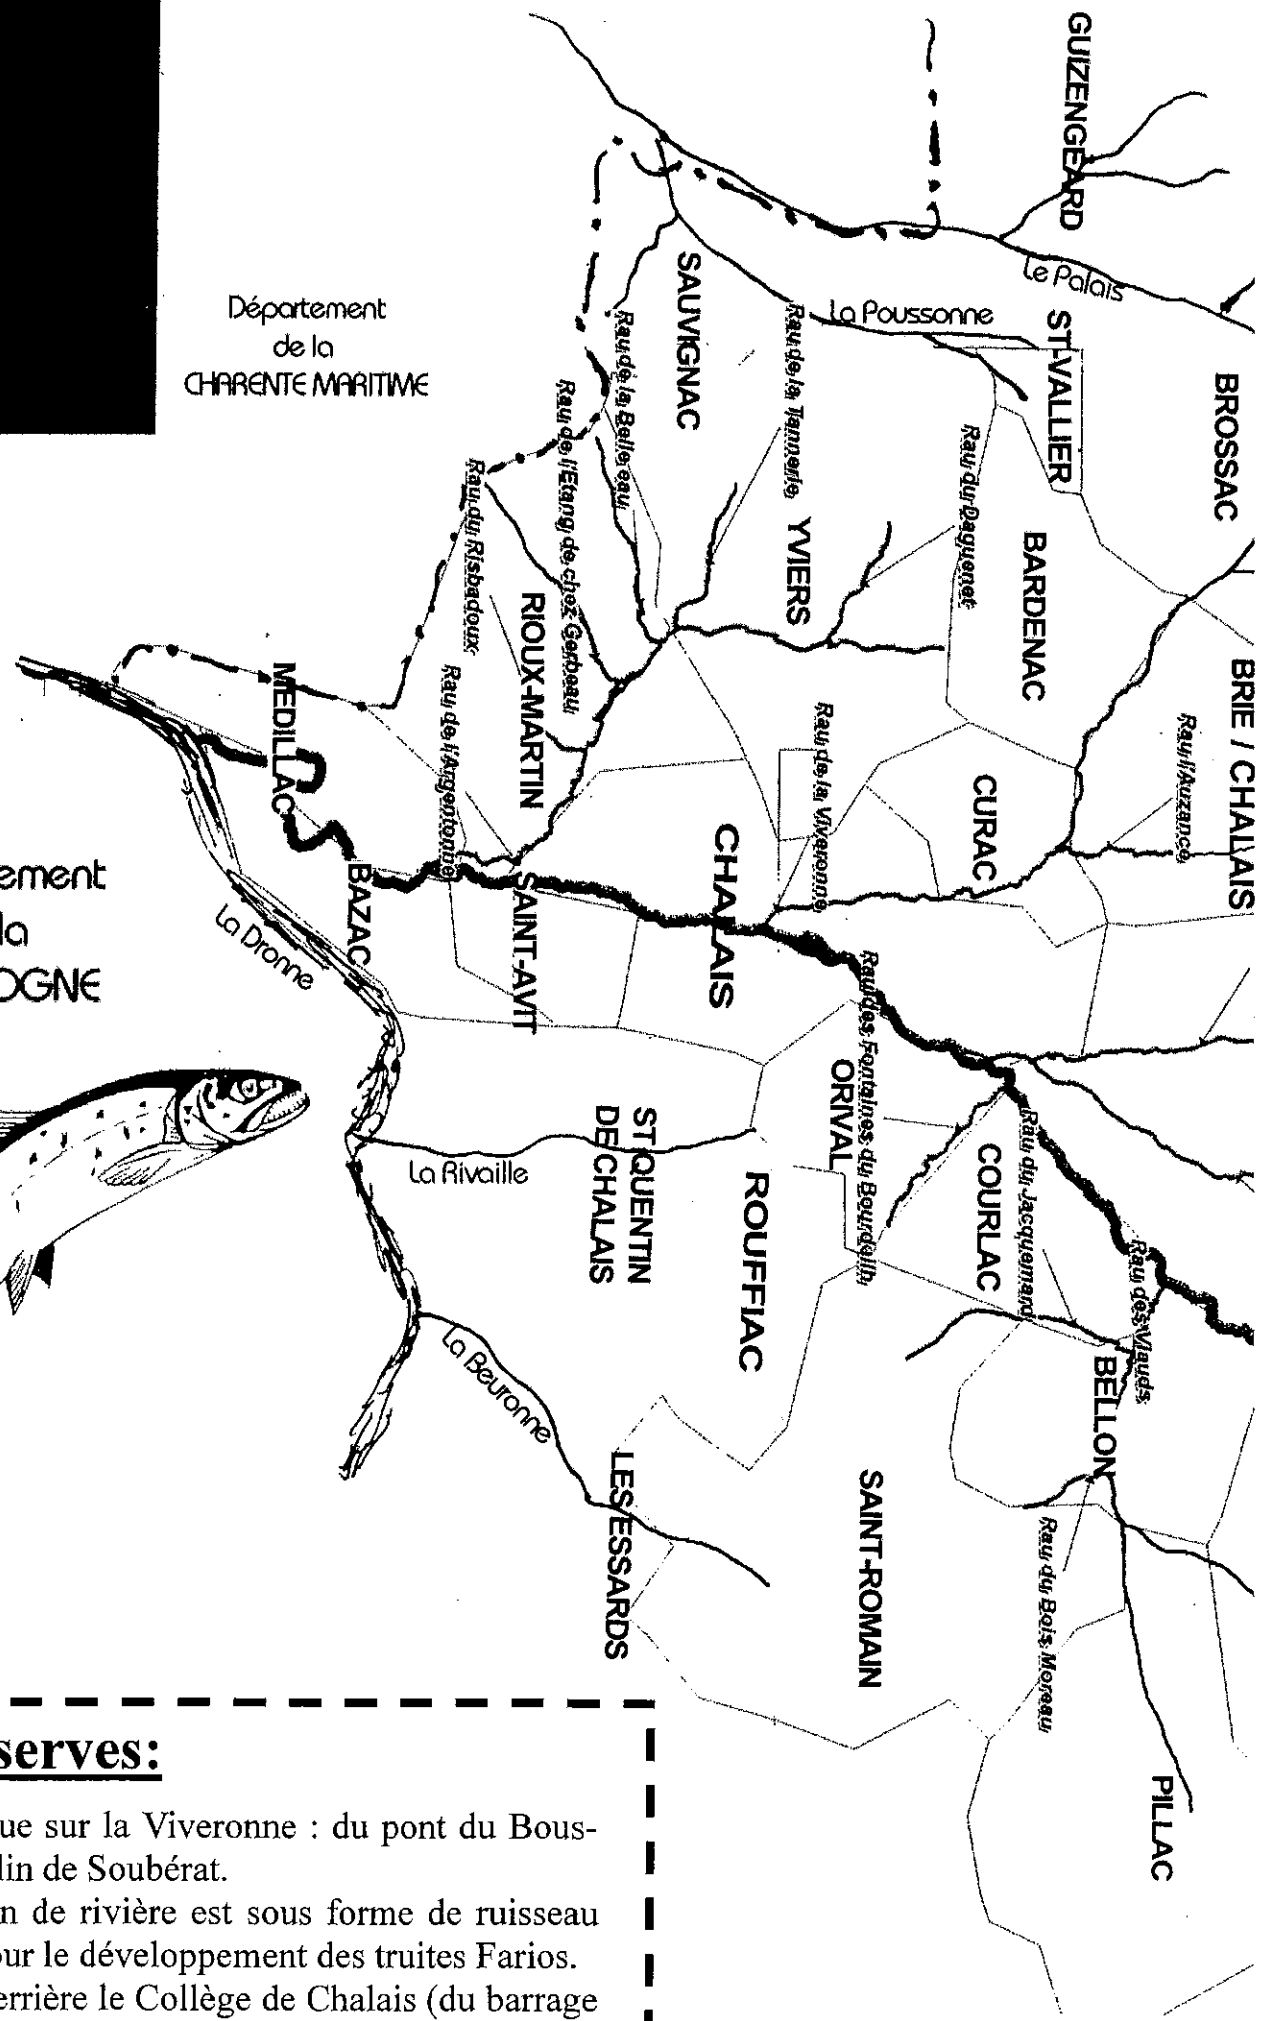 GUIZENGEARD
Le Palais
BROSSAC
ST-VALLIER
La Poussonne
SAUVIGNAC
Rau de la Tannerie
Rau de la Belle eau
Département
de la
CHARENTE MARITIME
Rau de l'Etang de chez Gerbeau
Rau du Daguenet
Rau du Risbadoux
YVIERS
BARDENAC
RIOUX-MARTIN
BRIE / CHALAIS
Rau l'Auzance
Rau de l'Argentonne
MEDILLAC
Rau de la Viveronne
CURAC
CHALAIS
BAZAC
SAINT-AVIT
ement
la
OGNE
La Dronne
Rau des Fontaines du Bourdeilh
ORIVAL
ST QUENTIN
DE CHALAIS
La Rivaille
COURLAC
Rau du Jacquemard
ROUFFIAC
Rau des Viauds
La Beuronne
BELLON
LES ESSARDS
SAINT-ROMAIN
Rau du Bois Moreau
PILLAC
serves:
ue sur la Viveronne : du pont du Bous-
lin de Soubérat.
n de rivière est sous forme de ruisseau
our le développement des truites Farios.
errière le Collège de Chalais (du barrage